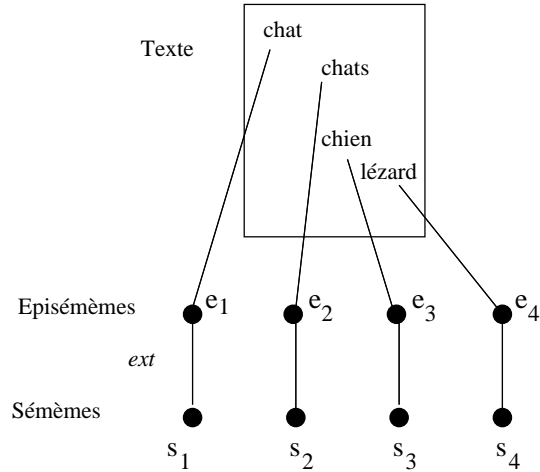 chat
Texte
chats
chien
lézard
Episémèmes e1 e2 e3 e4
ext
Sémèmes
s1 s2 s3 s4